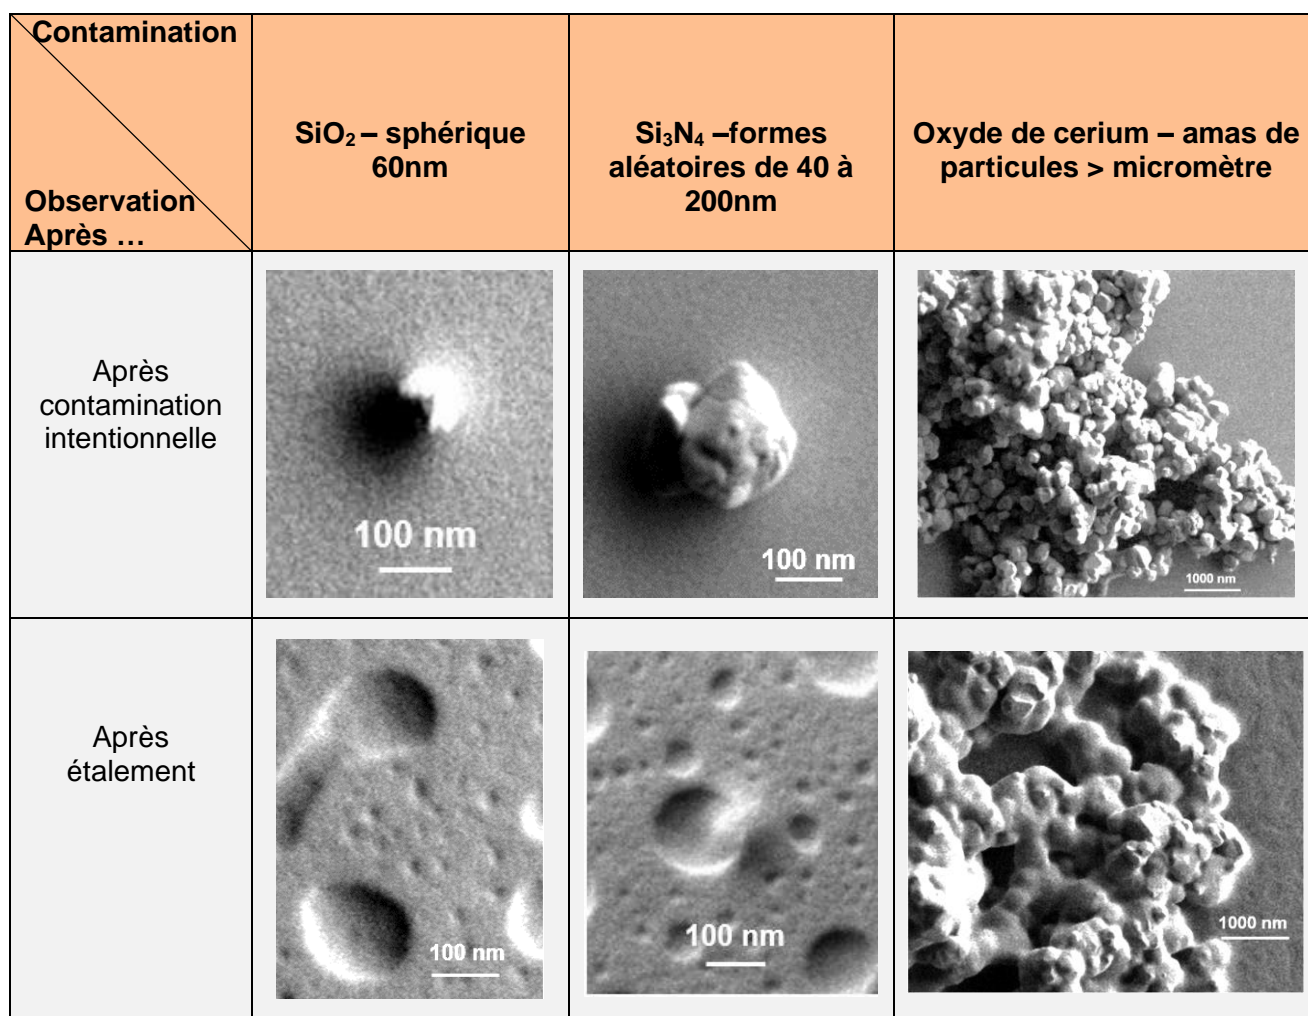 Contamination
Observation
Après …
SiO₂ – sphérique
60nm
Si₃N₄ –formes
aléatoires de 40 à
200nm
Oxyde de cerium – amas de
particules > micromètre
Après
contamination
intentionnelle
100 nm
100 nm
1000 nm
Après
étalement
100 nm
100 nm
1000 nm